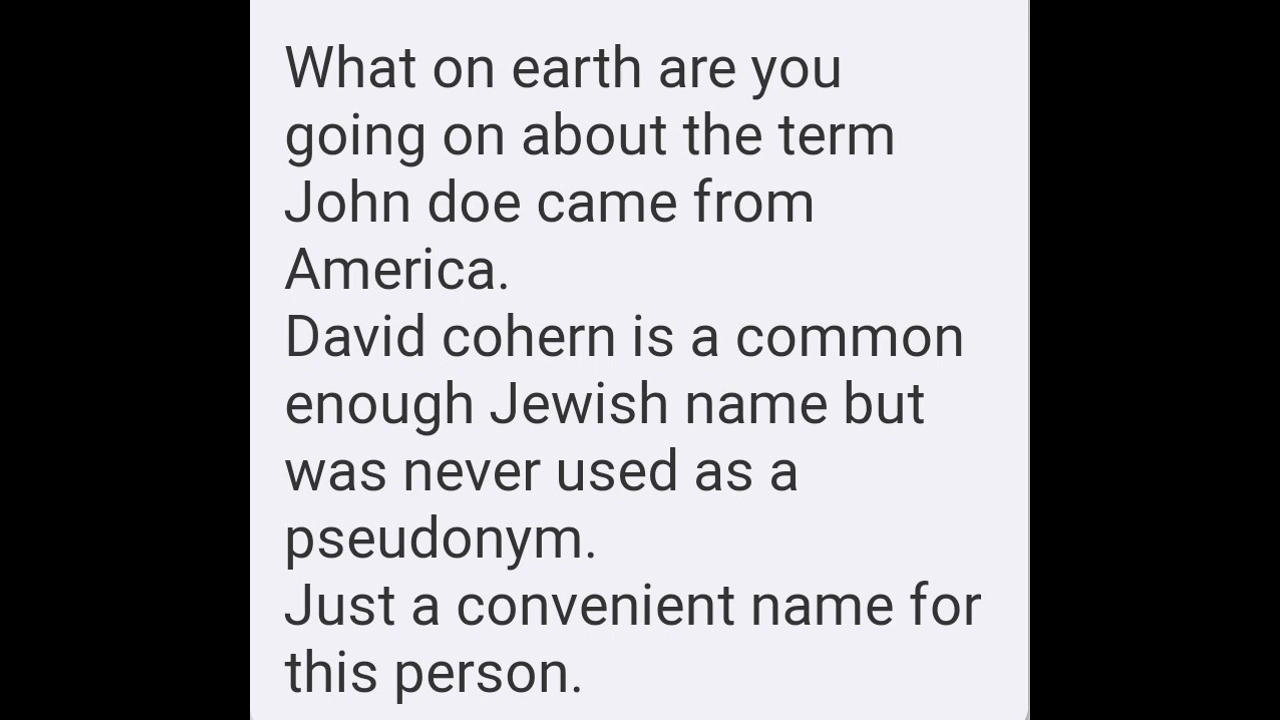 What on earth are you
going on about the term
John doe came from
America.
David cohern is a common
enough Jewish name but
was never used as a
pseudonym.
Just a convenient name for
this person.